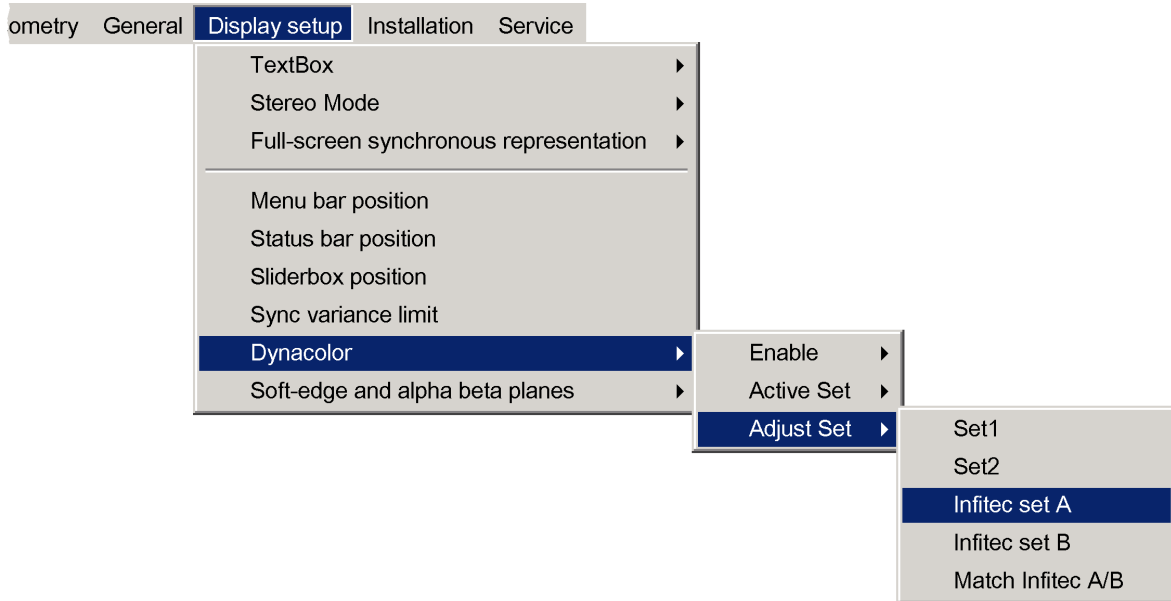 ometry General Display setup Installation Service
TextBox
Stereo Mode
Full-screen synchronous representation
Menu bar position
Status bar position
Sliderbox position
Sync variance limit
Dynacolor
Enable
Soft-edge and alpha beta planes
Active Set
Adjust Set
Set1
Set2
Infitec set A
Infitec set B
Match Infitec A/B